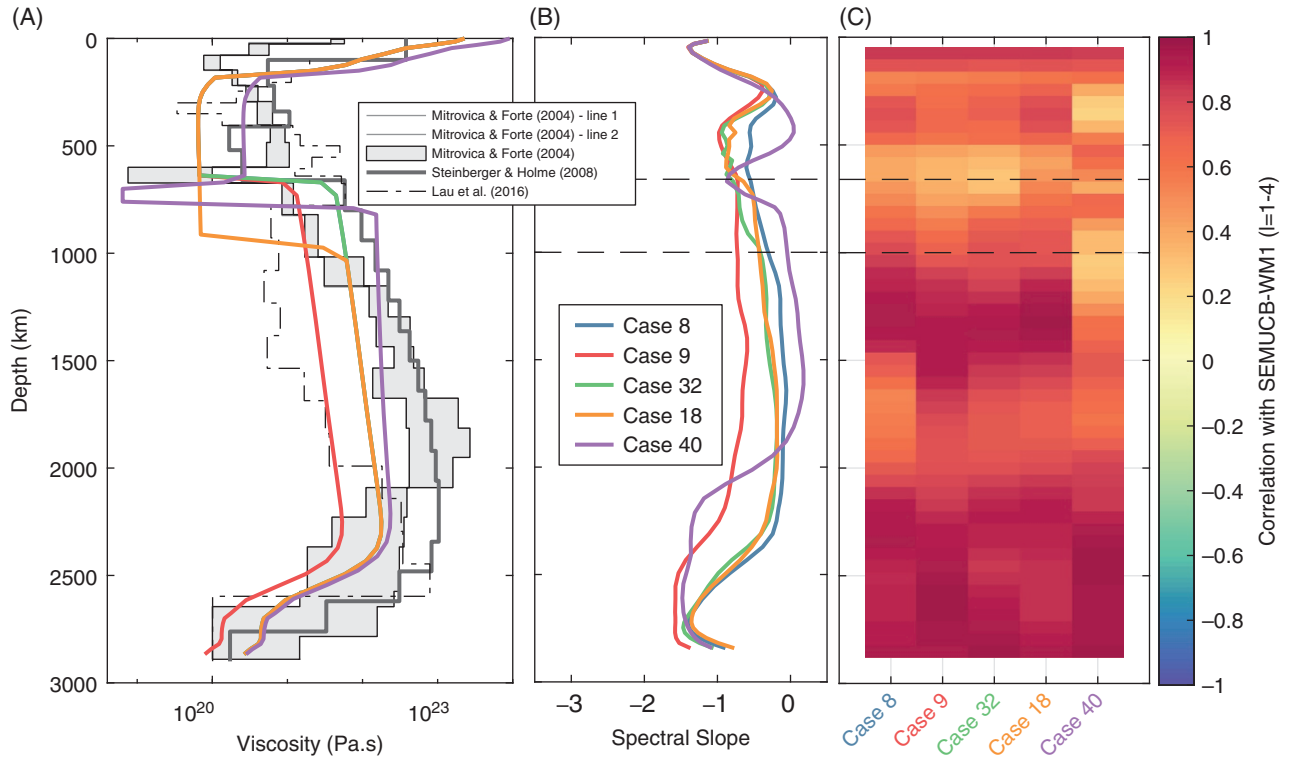 (A)
(B)
(C)
0
500
1000
1500
2000
2500
3000
Depth (km)
10^20
10^23
Viscosity (Pa.s)
Mitrovica & Forte (2004) - line 1
Mitrovica & Forte (2004) - line 2
Mitrovica & Forte (2004)
Steinberger & Holme (2008)
Lau et al. (2016)
Case 8
Case 9
Case 32
Case 18
Case 40
−3
−2
−1
0
Spectral Slope
Case 8
Case 9
Case 32
Case 18
Case 40
1
0.8
0.6
0.4
0.2
0
−0.2
−0.4
−0.6
−0.8
−1
Correlation with SEMUCB-WM1 (l=1-4)